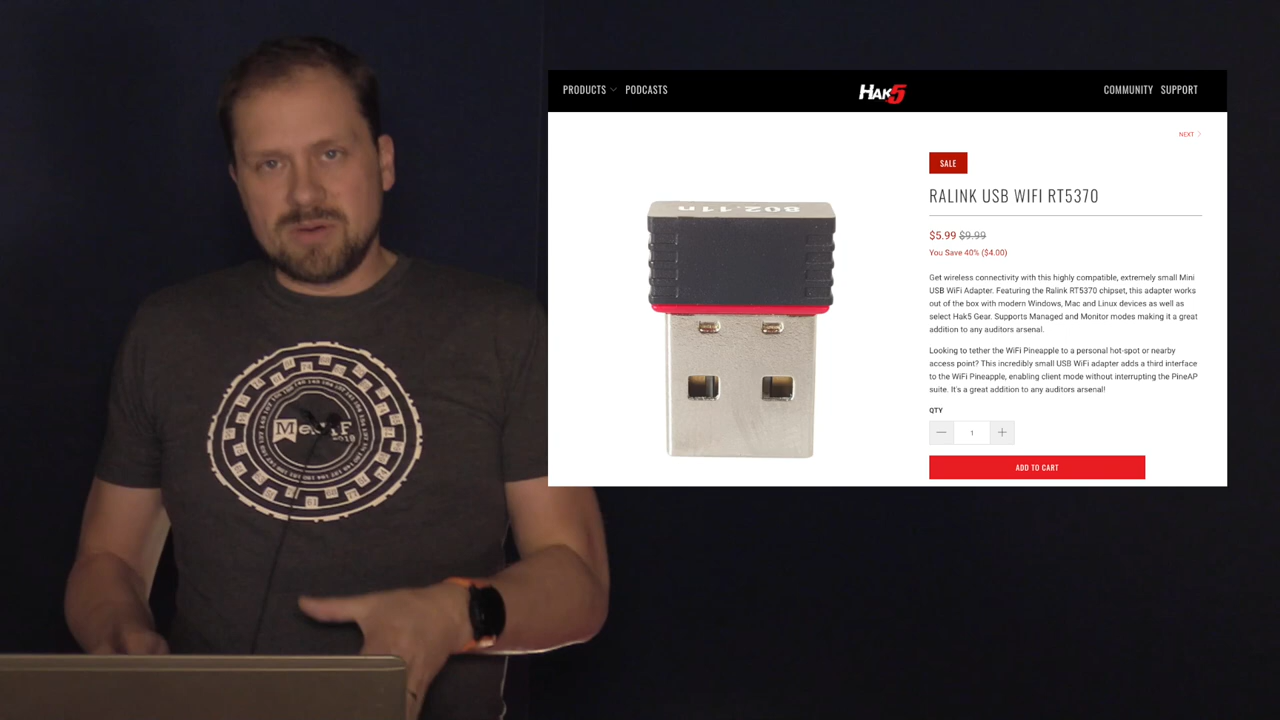 PRODUCTS PODCASTS HAK5 COMMUNITY SUPPORT
NEXT
SALE
RALINK USB WIFI RT5370
$5.99 $9.99
You Save 40% ($4.00)
Get wireless connectivity with this highly compatible, extremely small Mini
USB WiFi Adapter. Featuring the Ralink RT5370 chipset, this adapter works
out of the box with modern Windows, Mac and Linux devices as well as
select Hak5 Gear. Supports Managed and Monitor modes making it a great
addition to any auditors arsenal.
Looking to tether the WiFi Pineapple to a personal hot-spot or nearby
access point? This incredibly small USB WiFi adapter adds a third interface
to the WiFi Pineapple, enabling client mode without interrupting the PineAP
suite. It's a great addition to any auditors arsenal!
QTY
1
ADD TO CART
802.11n